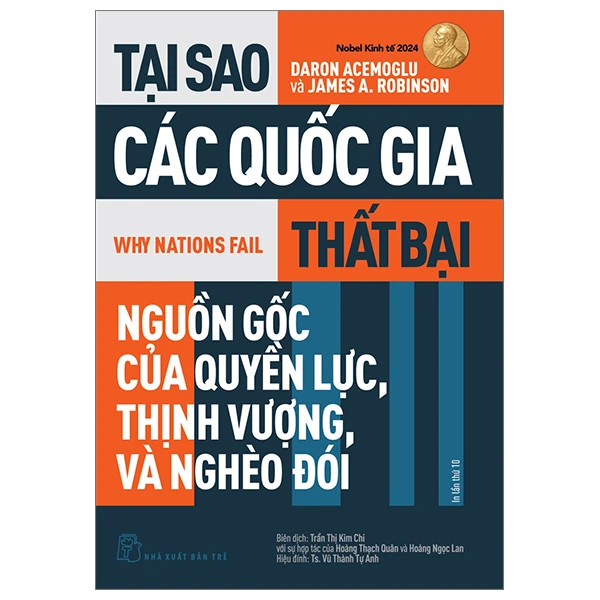 TẠI SAO
Nobel Kinh tế 2024
DARON ACEMOGLU
và JAMES A. ROBINSON
CÁC QUỐC GIA
WHY NATIONS FAIL
THẤT BẠI
NGUỒN GỐC
CỦA QUYỀN LỰC,
THỊNH VƯỢNG,
VÀ NGHÈO ĐÓI
In lần thứ 10
Biên dịch: Trần Thị Kim Chi
với sự hợp tác của Hoàng Thạch Quân và Hoàng Ngọc Lan
Hiệu đính: Ts. Vũ Thành Tự Anh
NHÀ XUẤT BẢN TRẺ